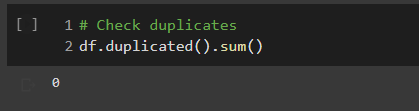 [ ] 1 # Check duplicates
2 df.duplicated().sum()
0